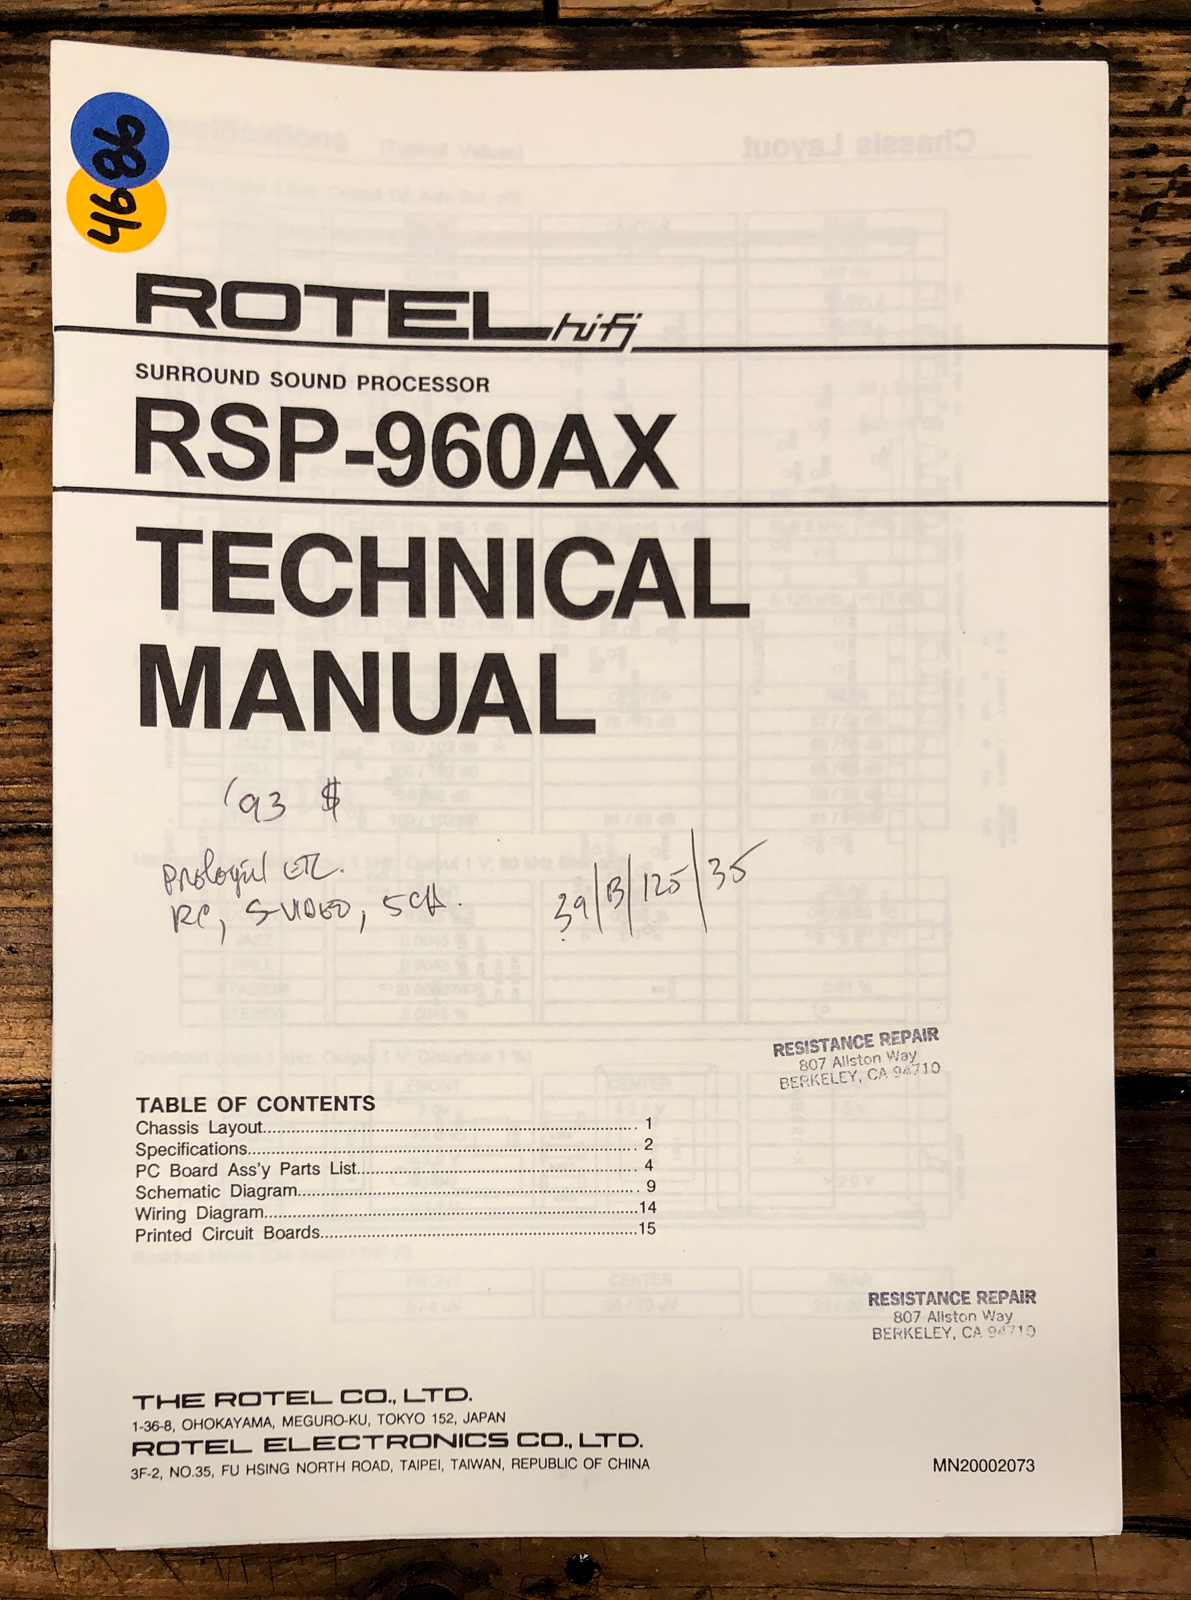 86
46
ROTEL hifi
SURROUND SOUND PROCESSOR
RSP-960AX
TECHNICAL
MANUAL
'93 $
RC, S-VIDEO, 5CH.
39/B/125/35
RESISTANCE REPAIR
807 Allston Way
BERKELEY, CA 94710
TABLE OF CONTENTS
Chassis Layout 1
Specifications 2
PC Board Ass'y Parts List 4
Schematic Diagram 9
Wiring Diagram 14
Printed Circuit Boards 15
RESISTANCE REPAIR
807 Allston Way
BERKELEY, CA 94710
THE ROTEL CO., LTD.
1-36-8, OHOKAYAMA, MEGURO-KU, TOKYO 152, JAPAN
ROTEL ELECTRONICS CO., LTD.
3F-2, NO.35, FU HSING NORTH ROAD, TAIPEI, TAIWAN, REPUBLIC OF CHINA
MN20002073